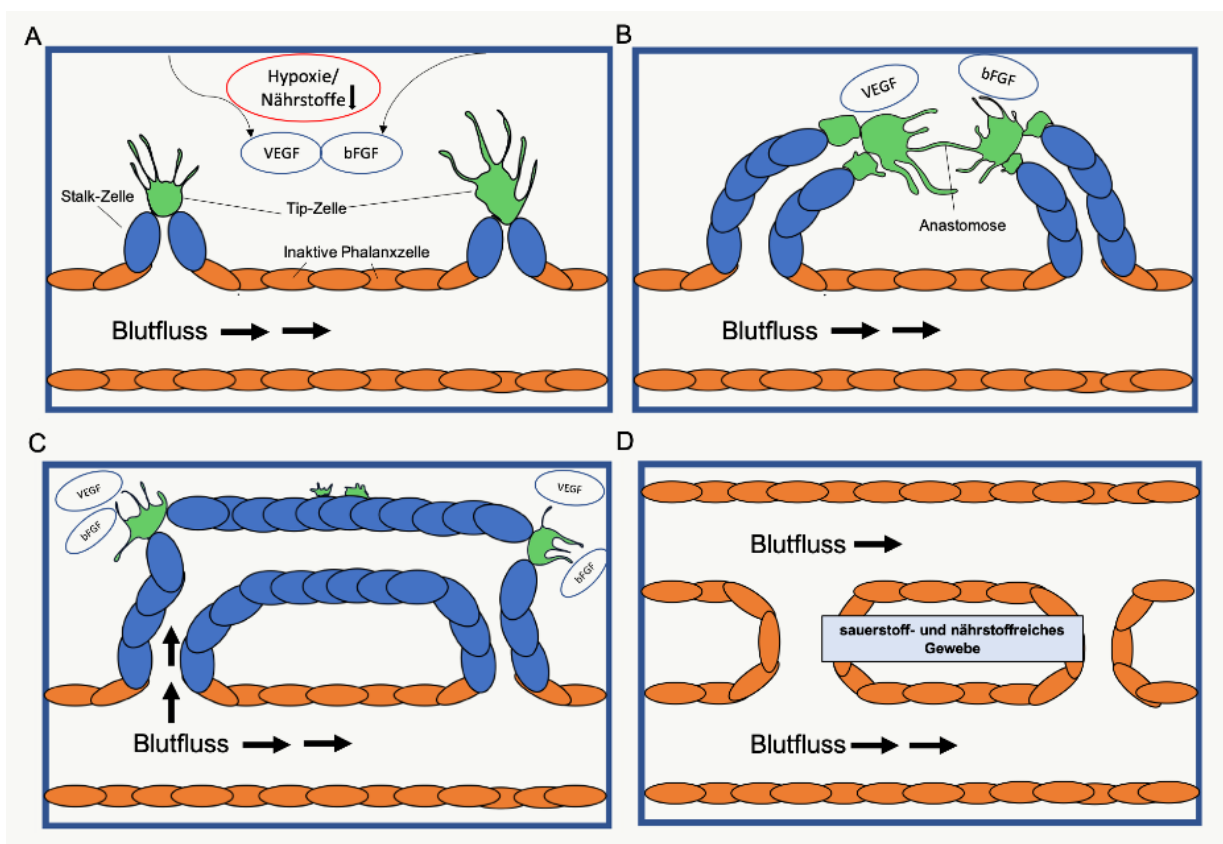 A
Hypoxie/
Nährstoffe
VEGF
bFGF
Stalk-Zelle
Tip-Zelle
Inaktive Phalanxzelle
Blutfluss
B
VEGF
bFGF
Anastomose
Blutfluss
C
VEGF
bFGF
VEGF
bFGF
Blutfluss
D
Blutfluss
sauerstoff- und nährstoffreiches
Gewebe
Blutfluss